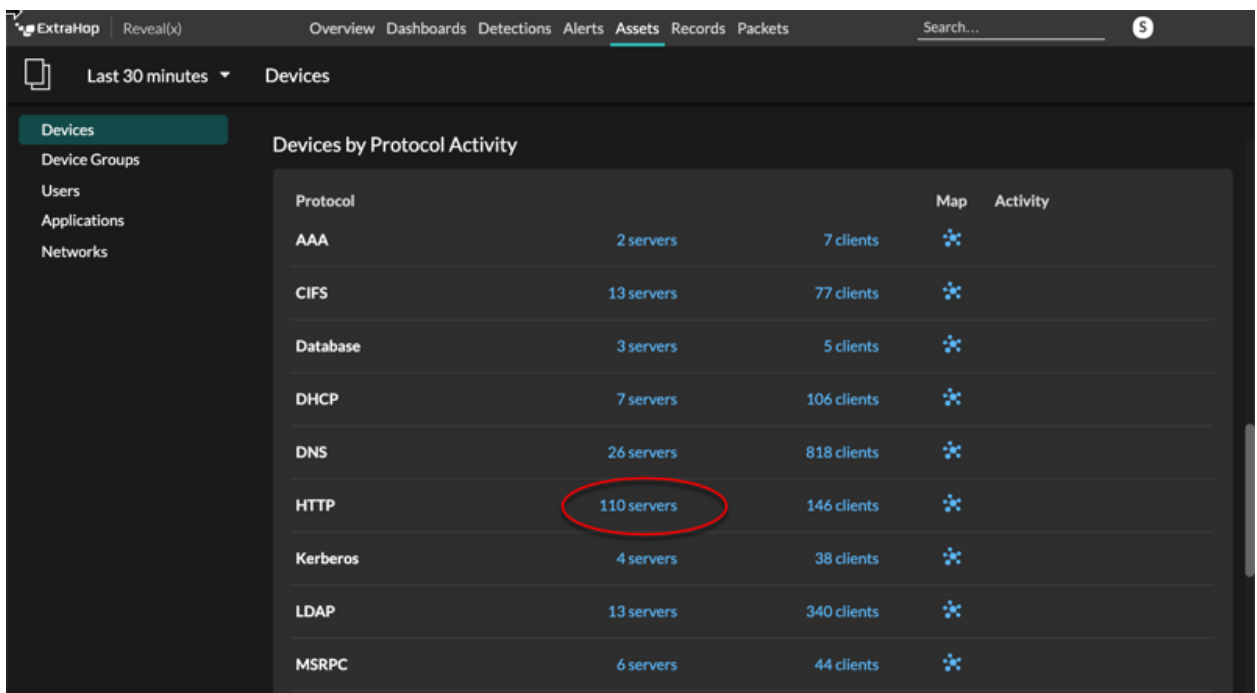 ExtraHop Reveal(x) Overview Dashboards Detections Alerts Assets Records Packets Search... S
Last 30 minutes Devices
Devices
Device Groups
Users
Applications
Networks
Devices by Protocol Activity
Protocol Map Activity
AAA 2 servers 7 clients
CIFS 13 servers 77 clients
Database 3 servers 5 clients
DHCP 7 servers 106 clients
DNS 26 servers 818 clients
HTTP 110 servers 146 clients
Kerberos 4 servers 38 clients
LDAP 13 servers 340 clients
MSRPC 6 servers 44 clients